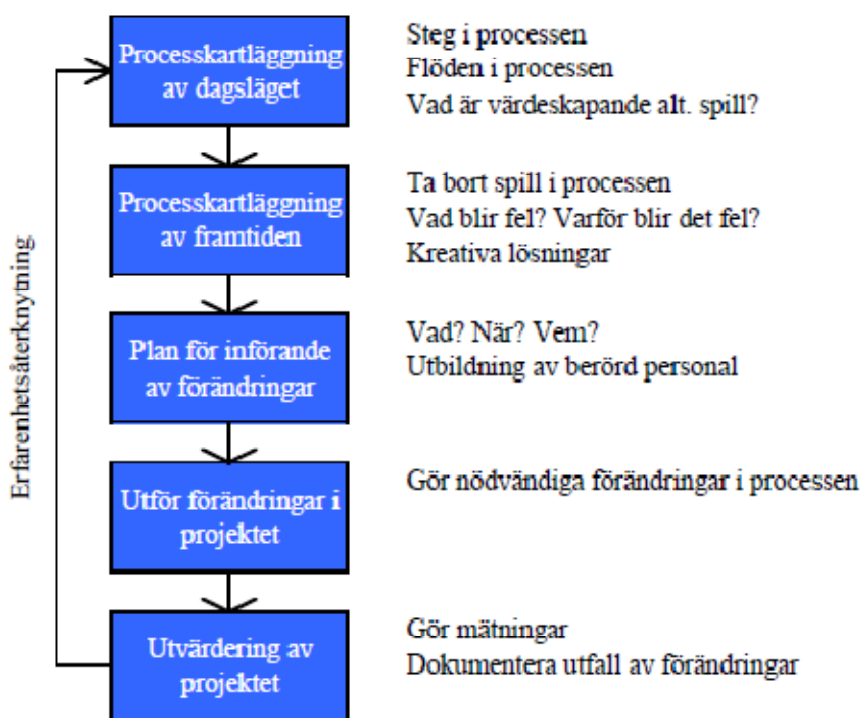 Processkartläggning
av dagsläget
Steg i processen
Flöden i processen
Vad är värdeskapande alt. spill?
Processkartläggning
av framtiden
Ta bort spill i processen
Vad blir fel? Varför blir det fel?
Kreativa lösningar
Plan för införande
av förändringar
Vad? När? Vem?
Utbildning av berörd personal
Utför förändringar i
projektet
Gör nödvändiga förändringar i processen
Utvärdering av
projektet
Gör mätningar
Dokumentera utfall av förändringar
Erfarenhetsåterknytning